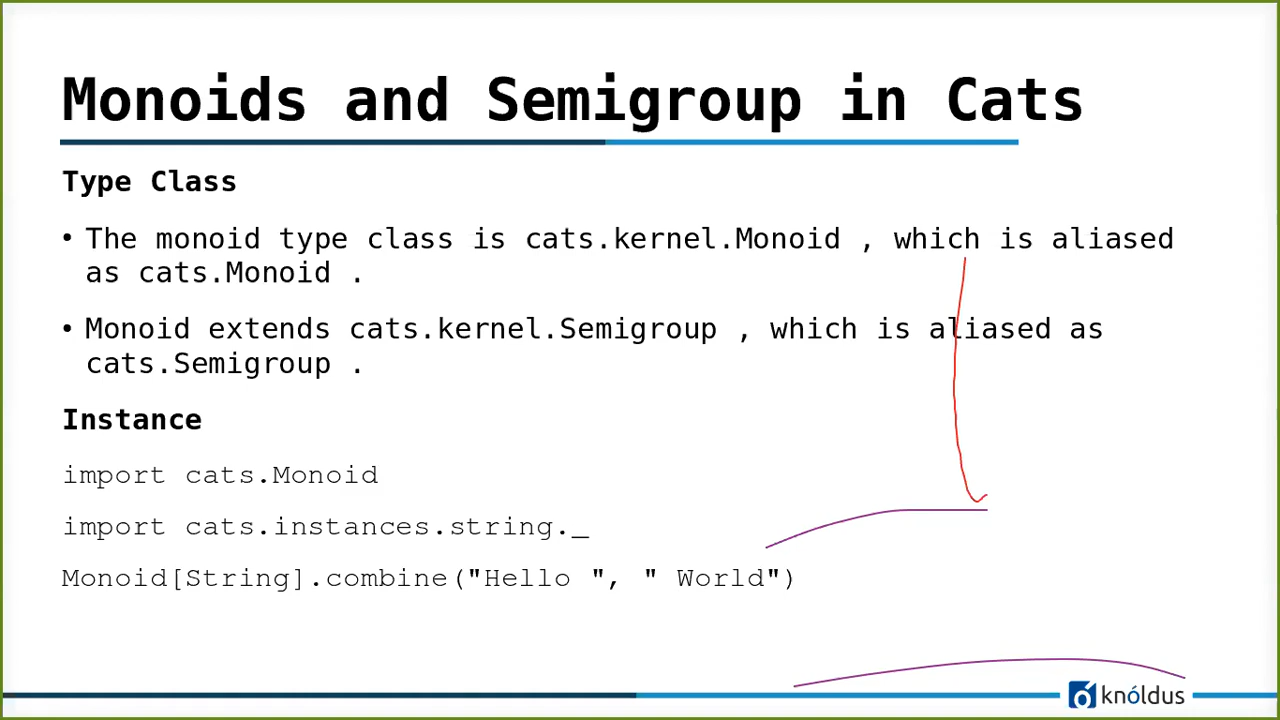 Monoids and Semigroup in Cats
Type Class
• The monoid type class is cats.kernel.Monoid , which is aliased
as cats.Monoid .
• Monoid extends cats.kernel.Semigroup , which is aliased as
cats.Semigroup .
Instance
import cats.Monoid
import cats.instances.string._
Monoid[String].combine("Hello ", " World")
knóldus